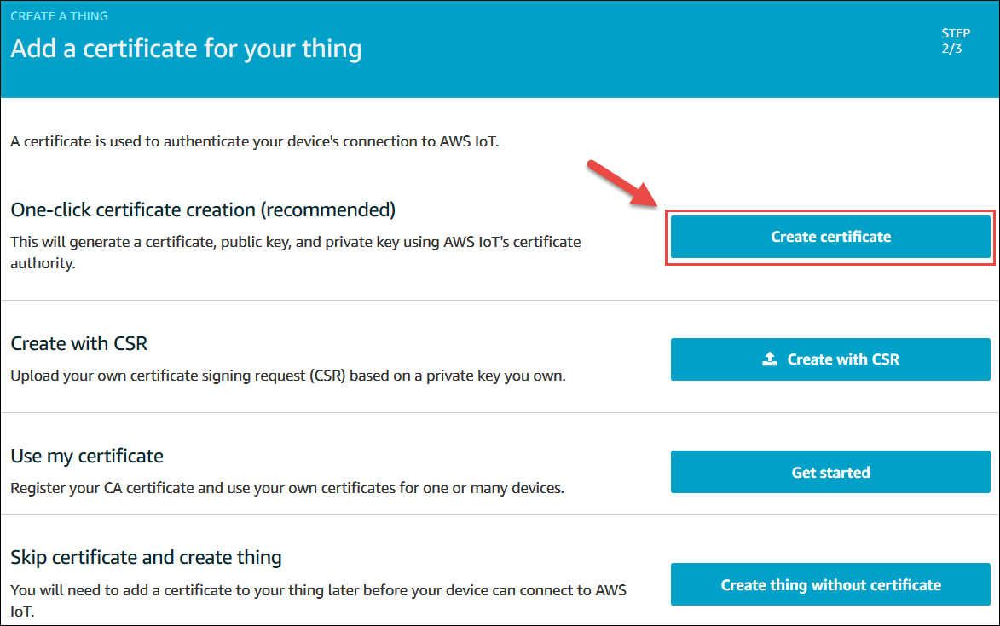 CREATE A THING
Add a certificate for your thing
STEP
2/3
A certificate is used to authenticate your device's connection to AWS IoT.
One-click certificate creation (recommended)
This will generate a certificate, public key, and private key using AWS IoT's certificate
authority.
Create certificate
Create with CSR
Upload your own certificate signing request (CSR) based on a private key you own.
Create with CSR
Use my certificate
Register your CA certificate and use your own certificates for one or many devices.
Get started
Skip certificate and create thing
You will need to add a certificate to your thing later before your device can connect to AWS
IoT.
Create thing without certificate